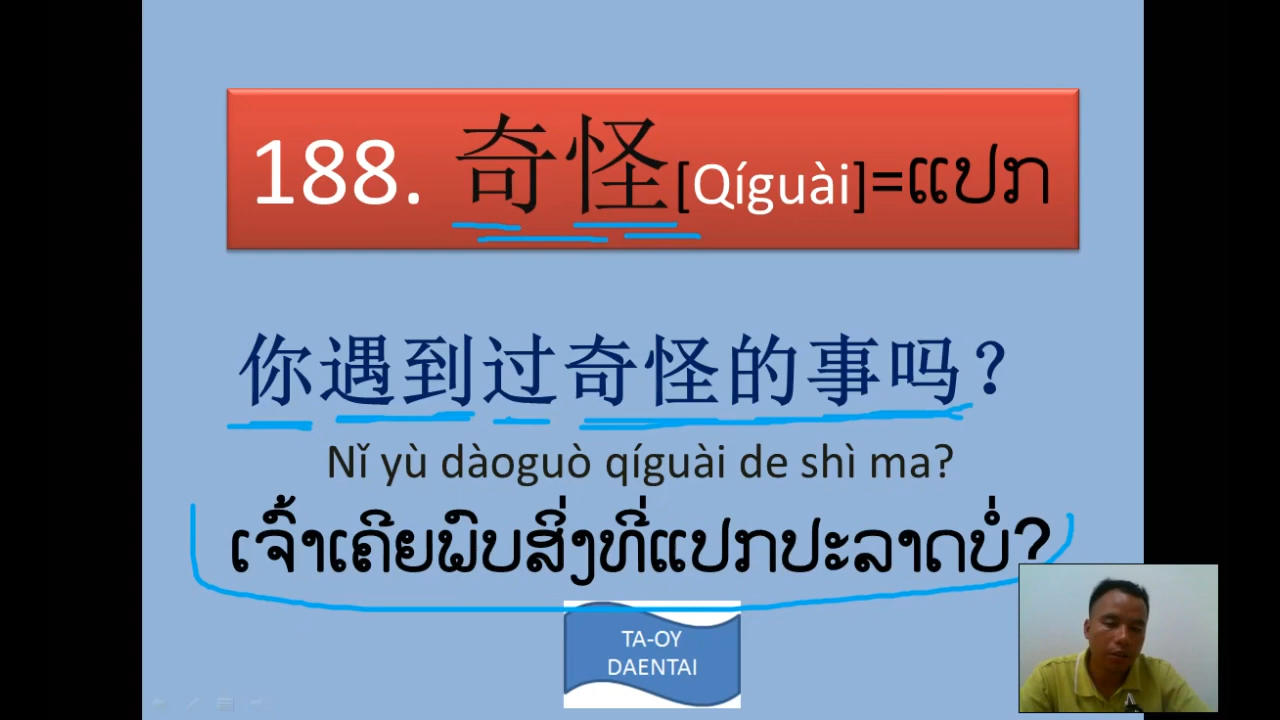 188. 奇怪[Qíguài]=ແປກ
你遇到过奇怪的事吗?
Nǐ yù dàoguò qíguài de shì ma?
ເຈົ້າເຄີຍພົບສິ່ງທີ່ແປກປະລາດບໍ່?
TA-OY
DAENTAI